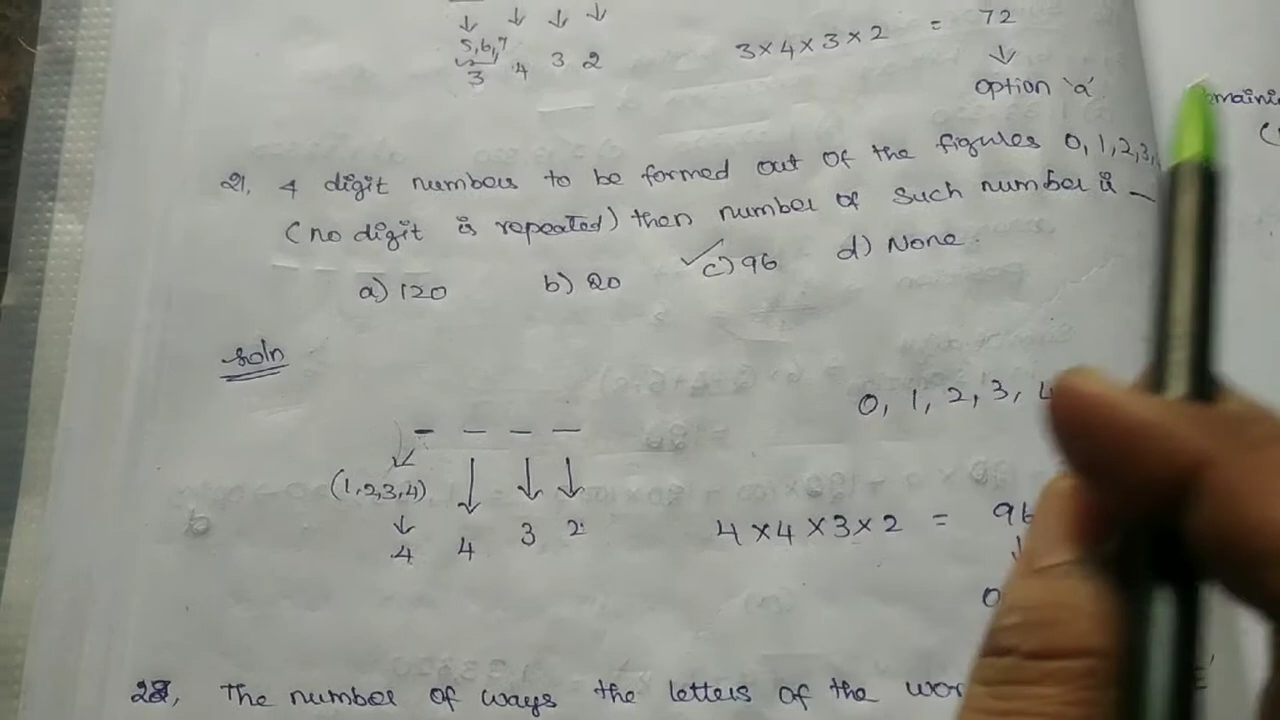 5,6,7
3 4 3 2
3×4×3×2 = 72
option 'a'
21, 4 digit numbers to be formed out of the figures 0,1,2,3,
(no digit is repeated) then number of such number is —
a) 120 b) 20 ✓c) 96 d) None.
soln
0, 1, 2, 3, 4
— — — —
(1,2,3,4)
4 4 3 2
4×4×3×2 = 96
The number of ways the letters of the